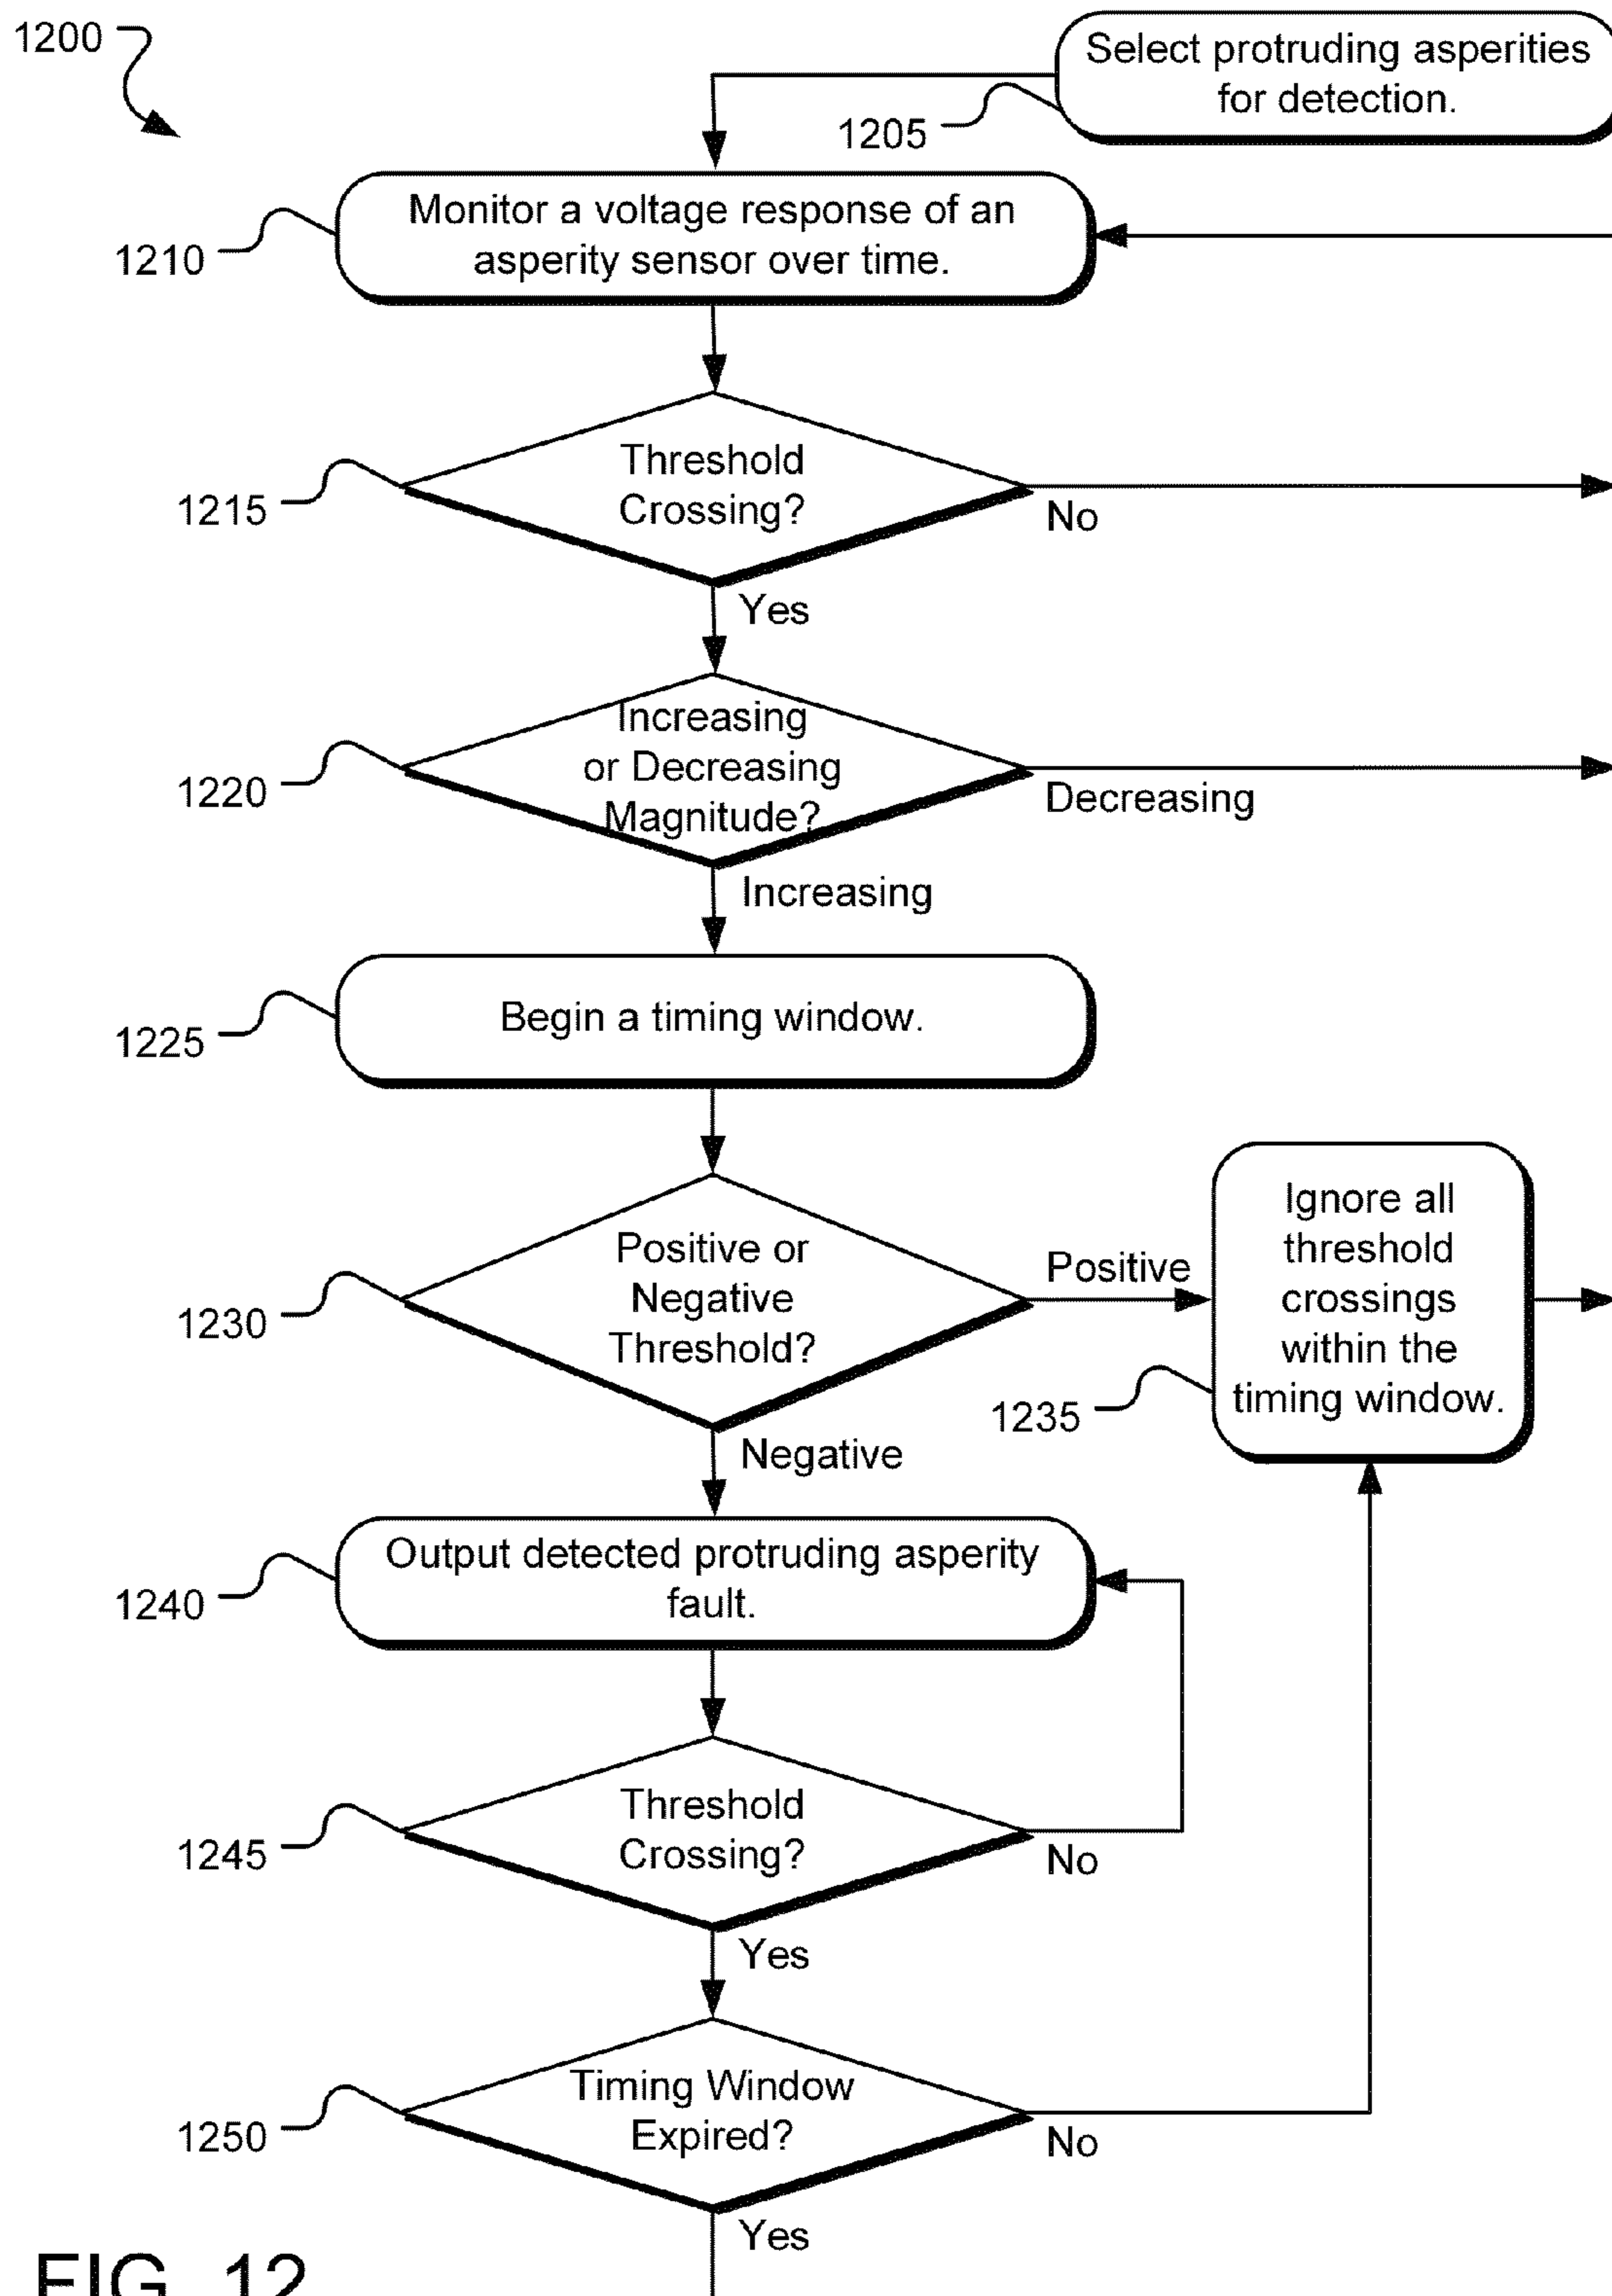 1200
Select protruding asperities
for detection.
1205
Monitor a voltage response of an
asperity sensor over time.
1210
Threshold
Crossing?
1215
No
Yes
Increasing
or Decreasing
Magnitude?
1220
Decreasing
Increasing
Begin a timing window.
1225
Positive or
Negative
Threshold?
1230
Positive
Ignore all
threshold
crossings
within the
timing window.
1235
Negative
Output detected protruding asperity
fault.
1240
Threshold
Crossing?
1245
No
Yes
Timing Window
Expired?
1250
No
Yes
FIG. 12